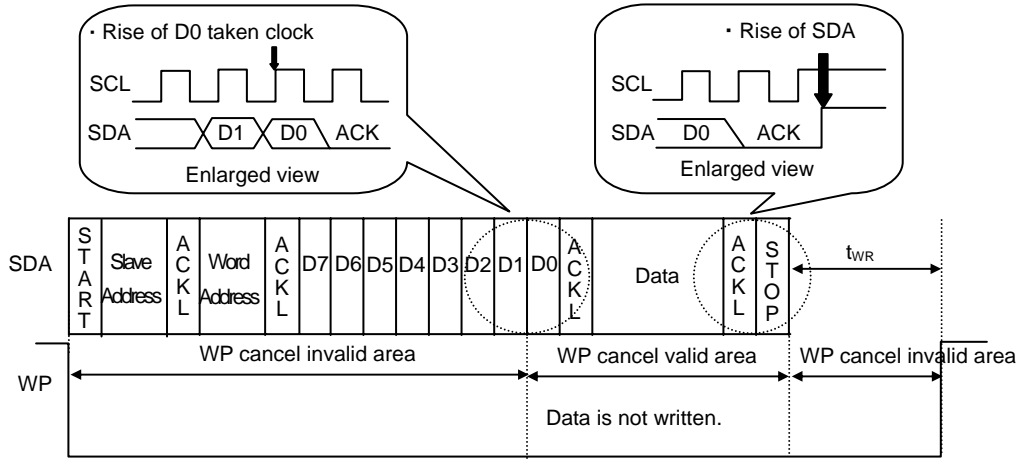 ・Rise of D0 taken clock
SCL
SDA D1 D0 ACK
Enlarged view
・Rise of SDA
SCL
SDA D0 ACK
Enlarged view
SDA
START
Slave Address
ACKL
Word Address
ACKL
D7 D6 D5 D4 D3 D2 D1 D0
ACKL
Data
ACKL
STOP
tWR
WP cancel invalid area
WP cancel valid area
WP cancel invalid area
WP
Data is not written.